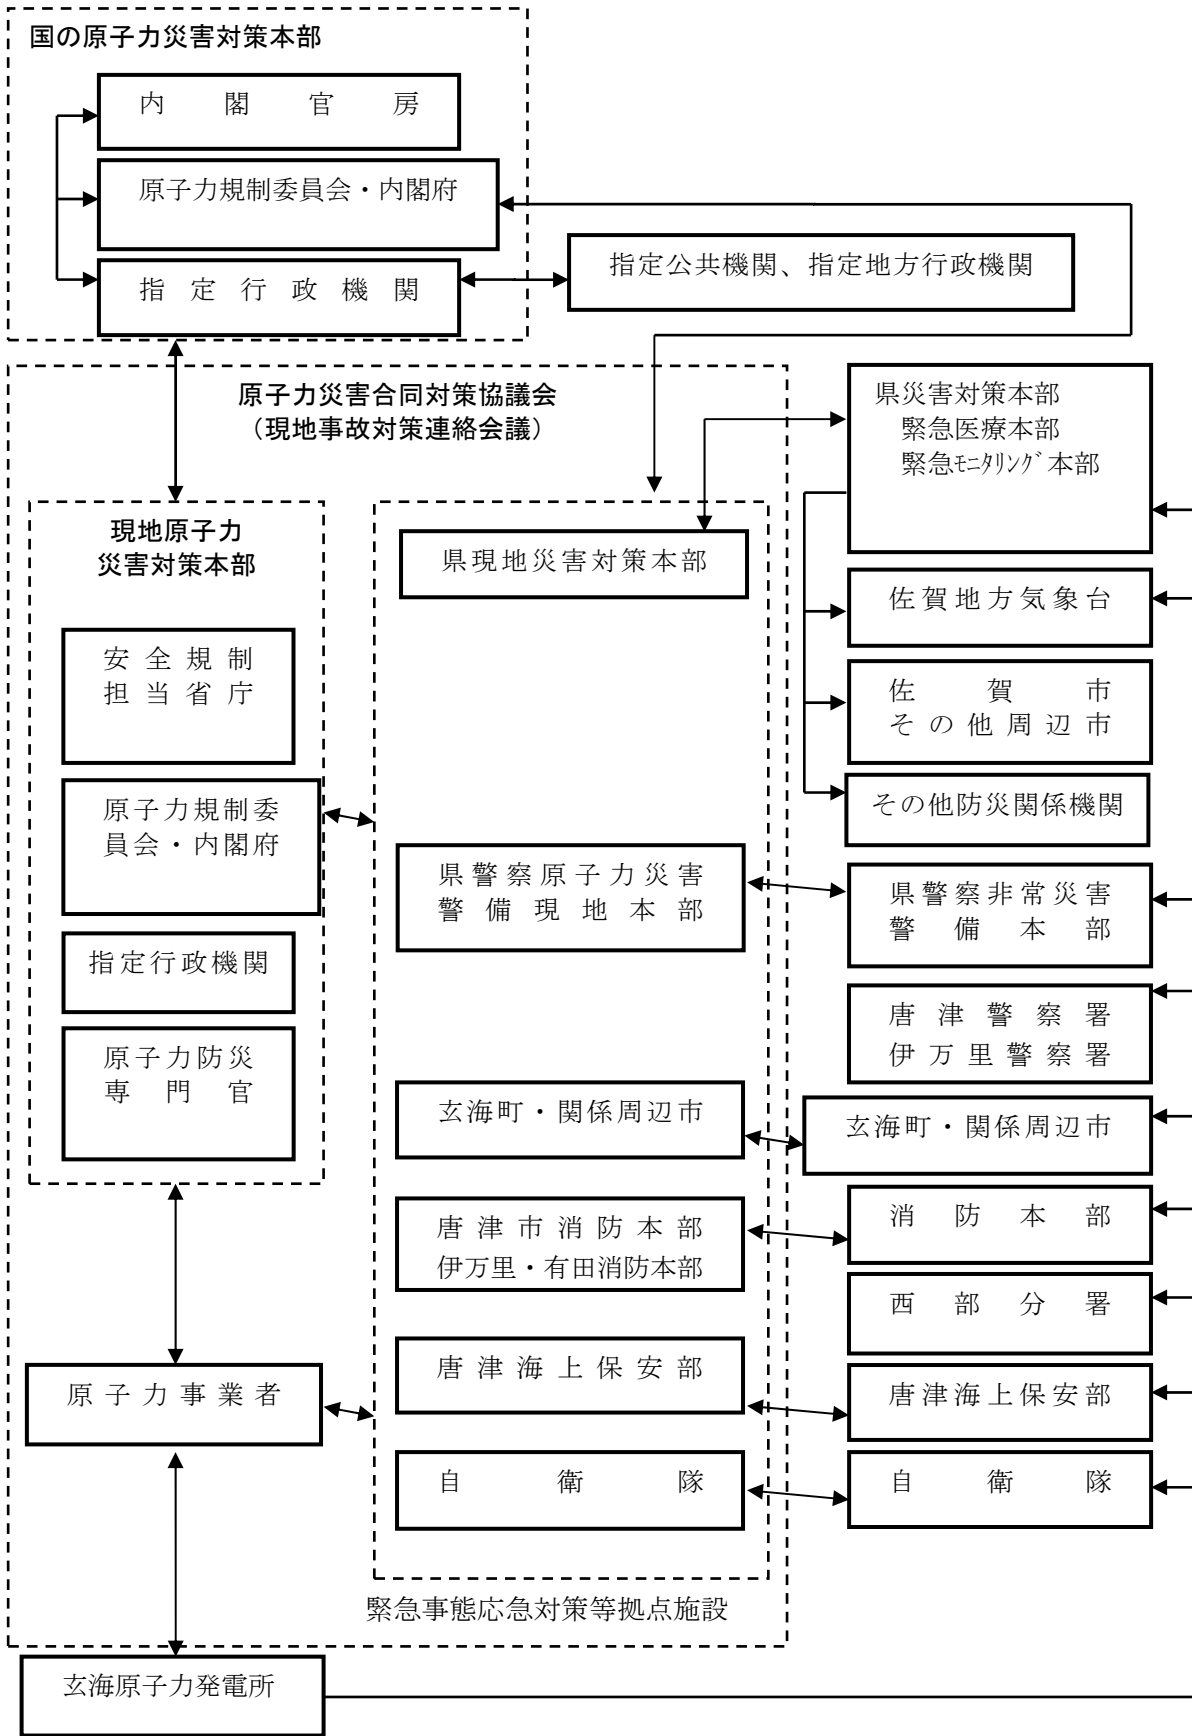 国の原子力災害対策本部
内閣官房
原子力規制委員会・内閣府
指定行政機関
指定公共機関、指定地方行政機関
原子力災害合同対策協議会
(現地事故対策連絡会議)
現地原子力
災害対策本部
安全規制
担当省庁
原子力規制委
員会・内閣府
指定行政機関
原子力防災
専門官
原子力事業者
県現地災害対策本部
県警察原子力災害
警備現地本部
玄海町・関係周辺市
唐津市消防本部
伊万里・有田消防本部
唐津海上保安部
自衛隊
緊急事態応急対策等拠点施設
県災害対策本部
緊急医療本部
緊急ﾓﾆﾀﾘﾝｸﾞ本部
佐賀地方気象台
佐賀市
その他周辺市
その他防災関係機関
県警察非常災害
警備本部
唐津警察署
伊万里警察署
玄海町・関係周辺市
消防本部
西部分署
唐津海上保安部
自衛隊
玄海原子力発電所